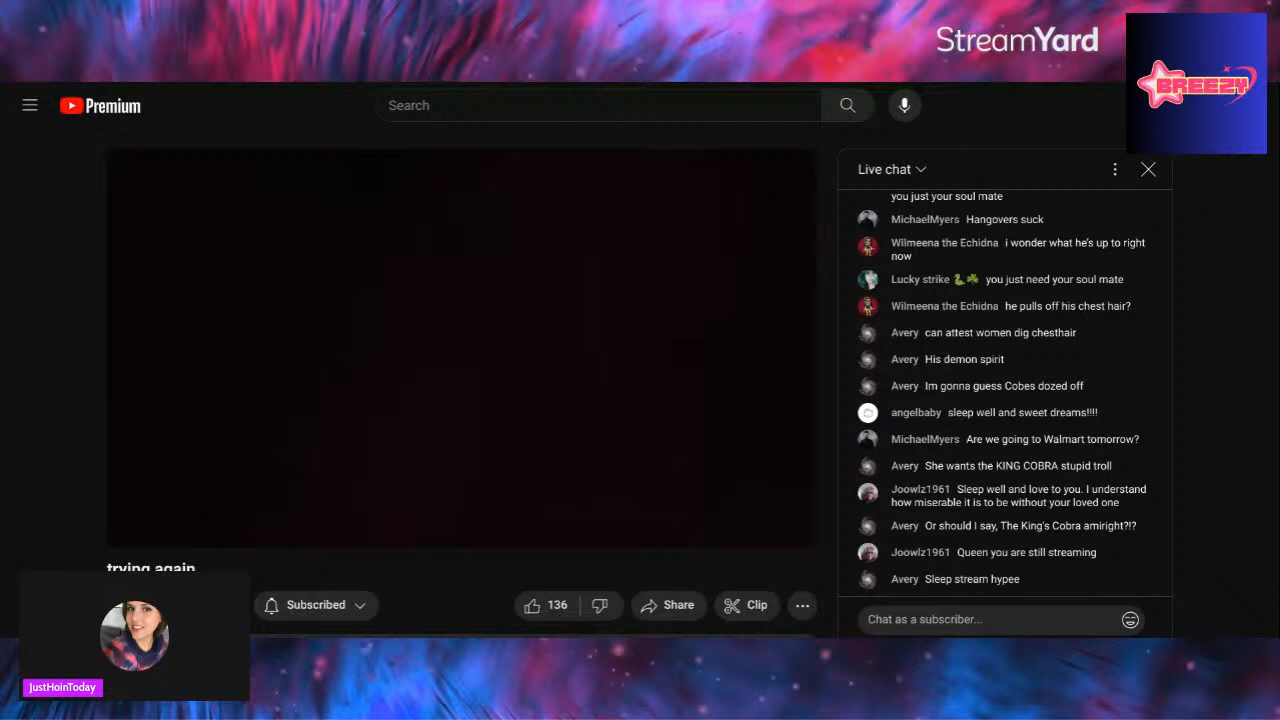 StreamYard
BREEZY
Premium
Search
Live chat
you just your soul mate
MichaelMyers Hangovers suck
Wilmeena the Echidna i wonder what he's up to right
now
Lucky strike 🐍☘️ you just need your soul mate
Wilmeena the Echidna he pulls off his chest hair?
Avery can attest women dig chesthair
Avery His demon spirit
Avery Im gonna guess Cobes dozed off
angelbaby sleep well and sweet dreams!!!!
MichaelMyers Are we going to Walmart tomorrow?
Avery She wants the KING COBRA stupid troll
Joowlz1961 Sleep well and love to you. I understand
how miserable it is to be without your loved one
Avery Or should I say, The King's Cobra amiright?!?
Joowlz1961 Queen you are still streaming
Avery Sleep stream hypee
Chat as a subscriber...
trying again
Subscribed
136
Share
Clip
JustHoinToday